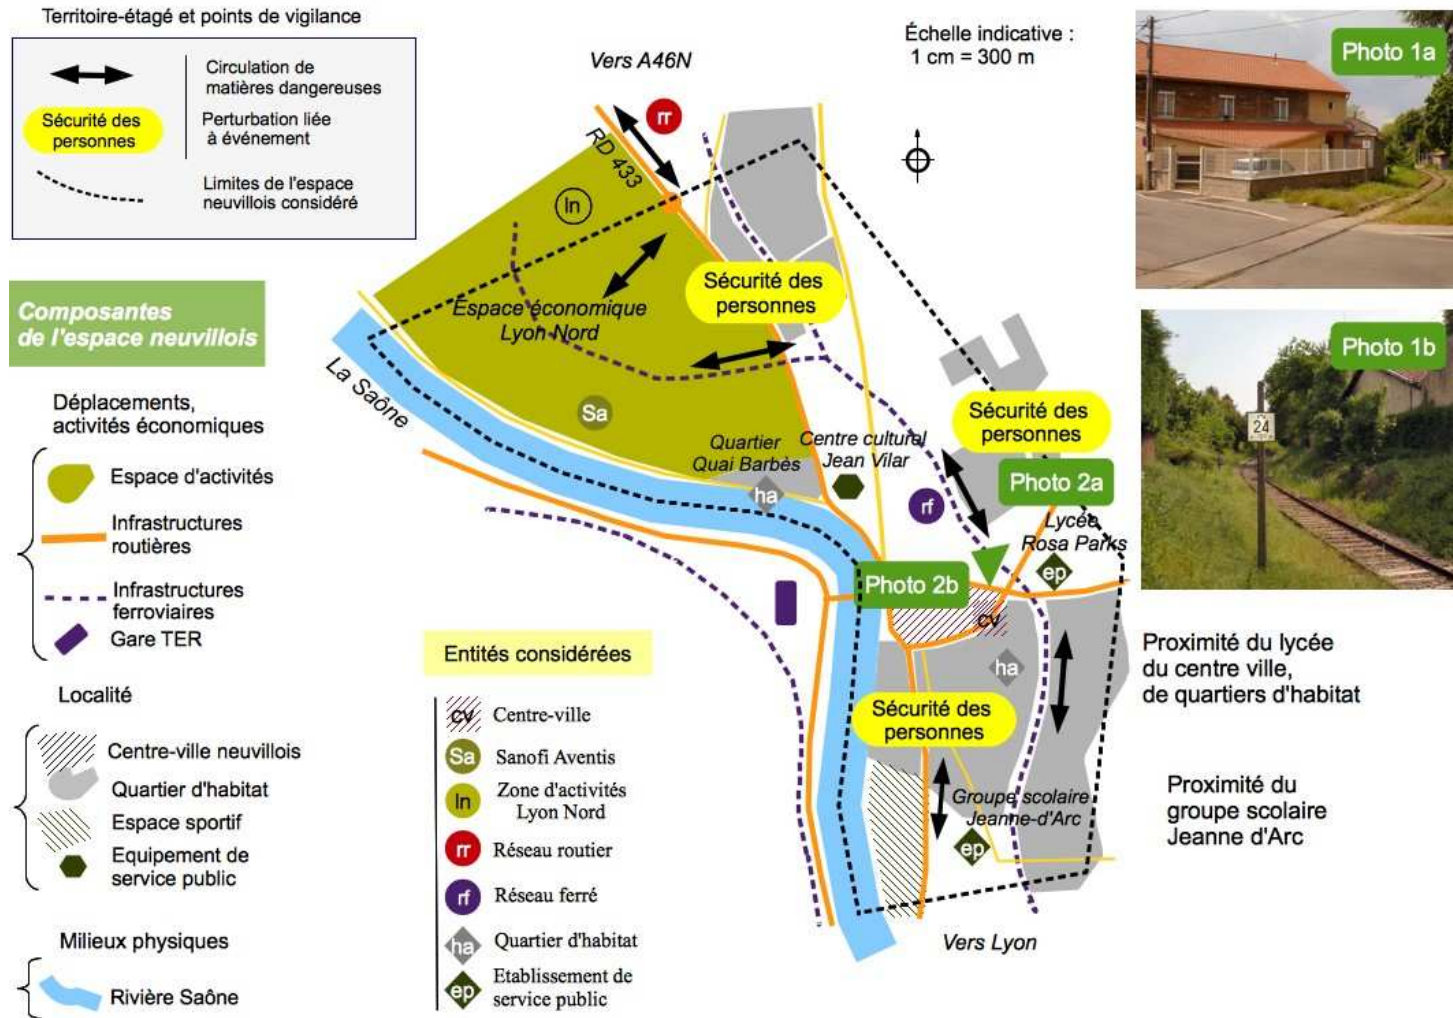 Territoire-étagé et points de vigilance
Circulation de
matières dangereuses
Sécurité des
personnes
Perturbation liée
à événement
Limites de l'espace
neuvillois considéré
Composantes
de l'espace neuvillois
Déplacements,
activités économiques
Espace d'activités
Infrastructures
routières
Infrastructures
ferroviaires
Gare TER
Localité
Centre-ville neuvillois
Quartier d'habitat
Espace sportif
Equipement de
service public
Milieux physiques
Rivière Saône
Vers A46N
Échelle indicative :
1 cm = 300 m
rr
RD 433
ln
Sécurité des
personnes
Espace économique
Lyon Nord
La Saône
Sa
Quartier
Quai Barbès
Centre culturel
Jean Vilar
ha
Sécurité des
personnes
Photo 2a
rf
Lycée
Rosa Parks
ep
Photo 2b
cv
ha
Sécurité des
personnes
Groupe scolaire
Jeanne-d'Arc
ep
Vers Lyon
Entités considérées
cv Centre-ville
Sa Sanofi Aventis
ln Zone d'activités
Lyon Nord
rr Réseau routier
rf Réseau ferré
ha Quartier d'habitat
ep Etablissement de
service public
Photo 1a
Photo 1b
24
Proximité du lycée
du centre ville,
de quartiers d'habitat
Proximité du
groupe scolaire
Jeanne d'Arc